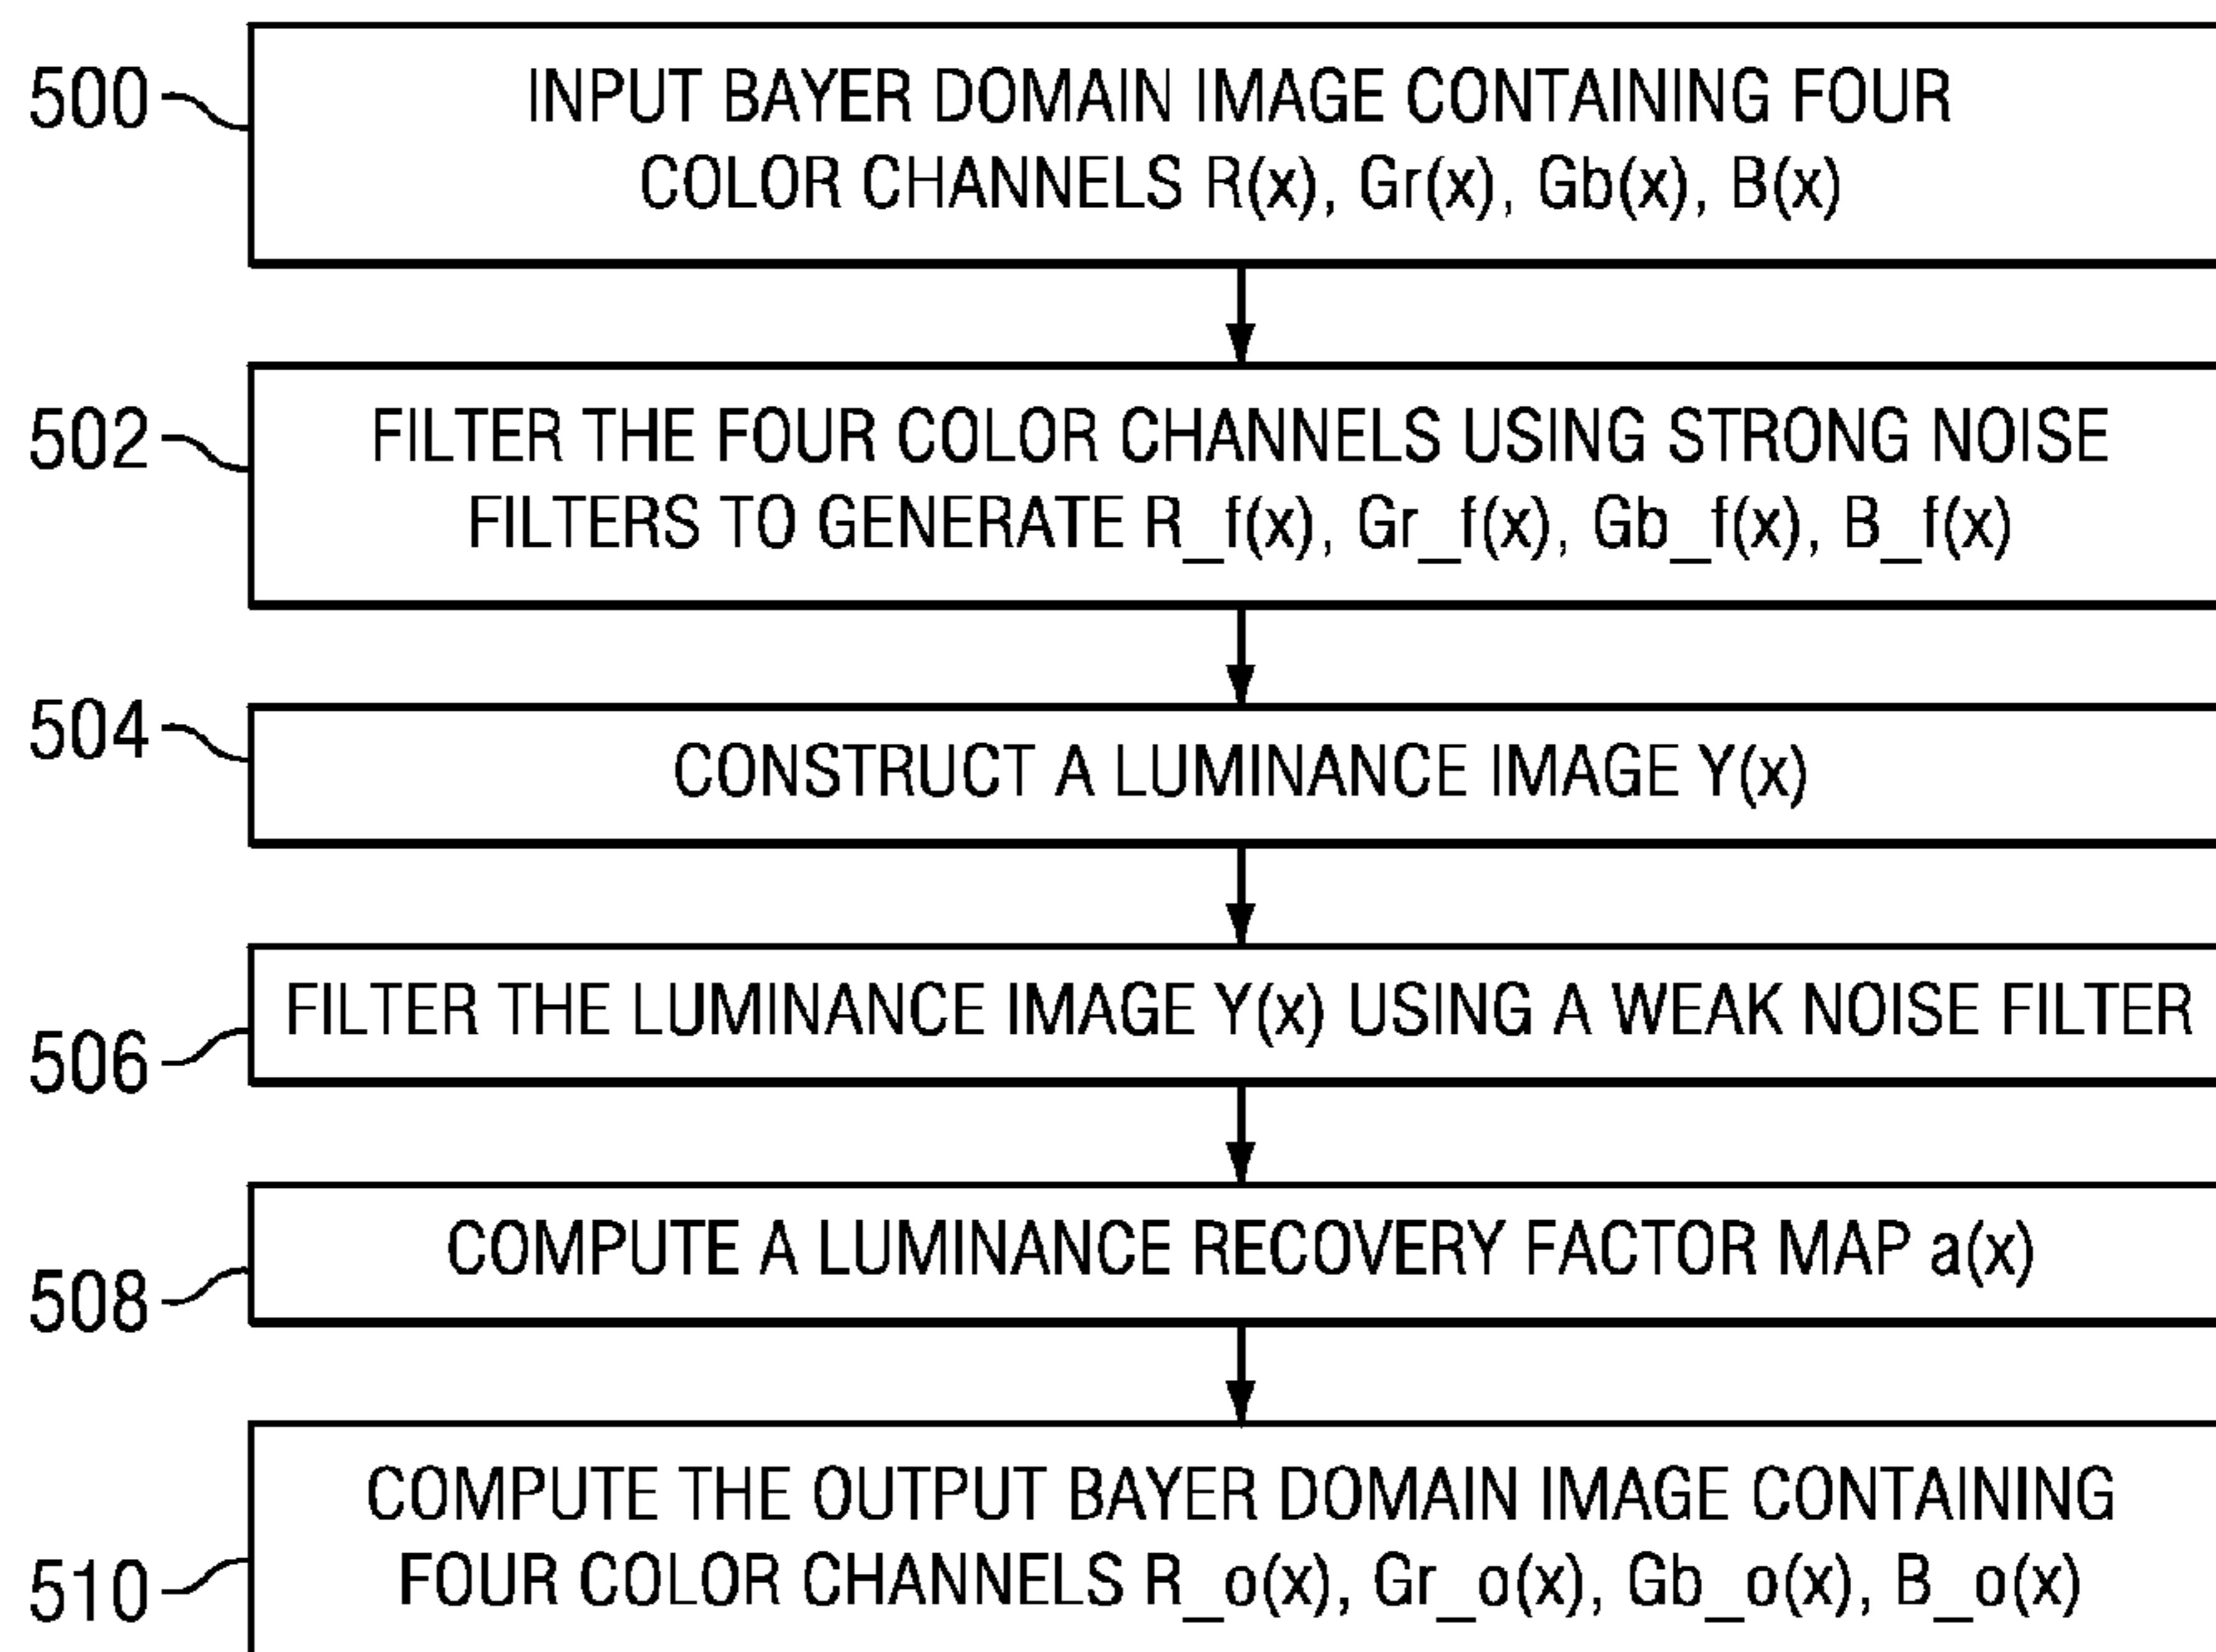 500
INPUT BAYER DOMAIN IMAGE CONTAINING FOUR
COLOR CHANNELS R(x), Gr(x), Gb(x), B(x)
502
FILTER THE FOUR COLOR CHANNELS USING STRONG NOISE
FILTERS TO GENERATE R_f(x), Gr_f(x), Gb_f(x), B_f(x)
504
CONSTRUCT A LUMINANCE IMAGE Y(x)
506
FILTER THE LUMINANCE IMAGE Y(x) USING A WEAK NOISE FILTER
508
COMPUTE A LUMINANCE RECOVERY FACTOR MAP a(x)
510
COMPUTE THE OUTPUT BAYER DOMAIN IMAGE CONTAINING
FOUR COLOR CHANNELS R_o(x), Gr_o(x), Gb_o(x), B_o(x)